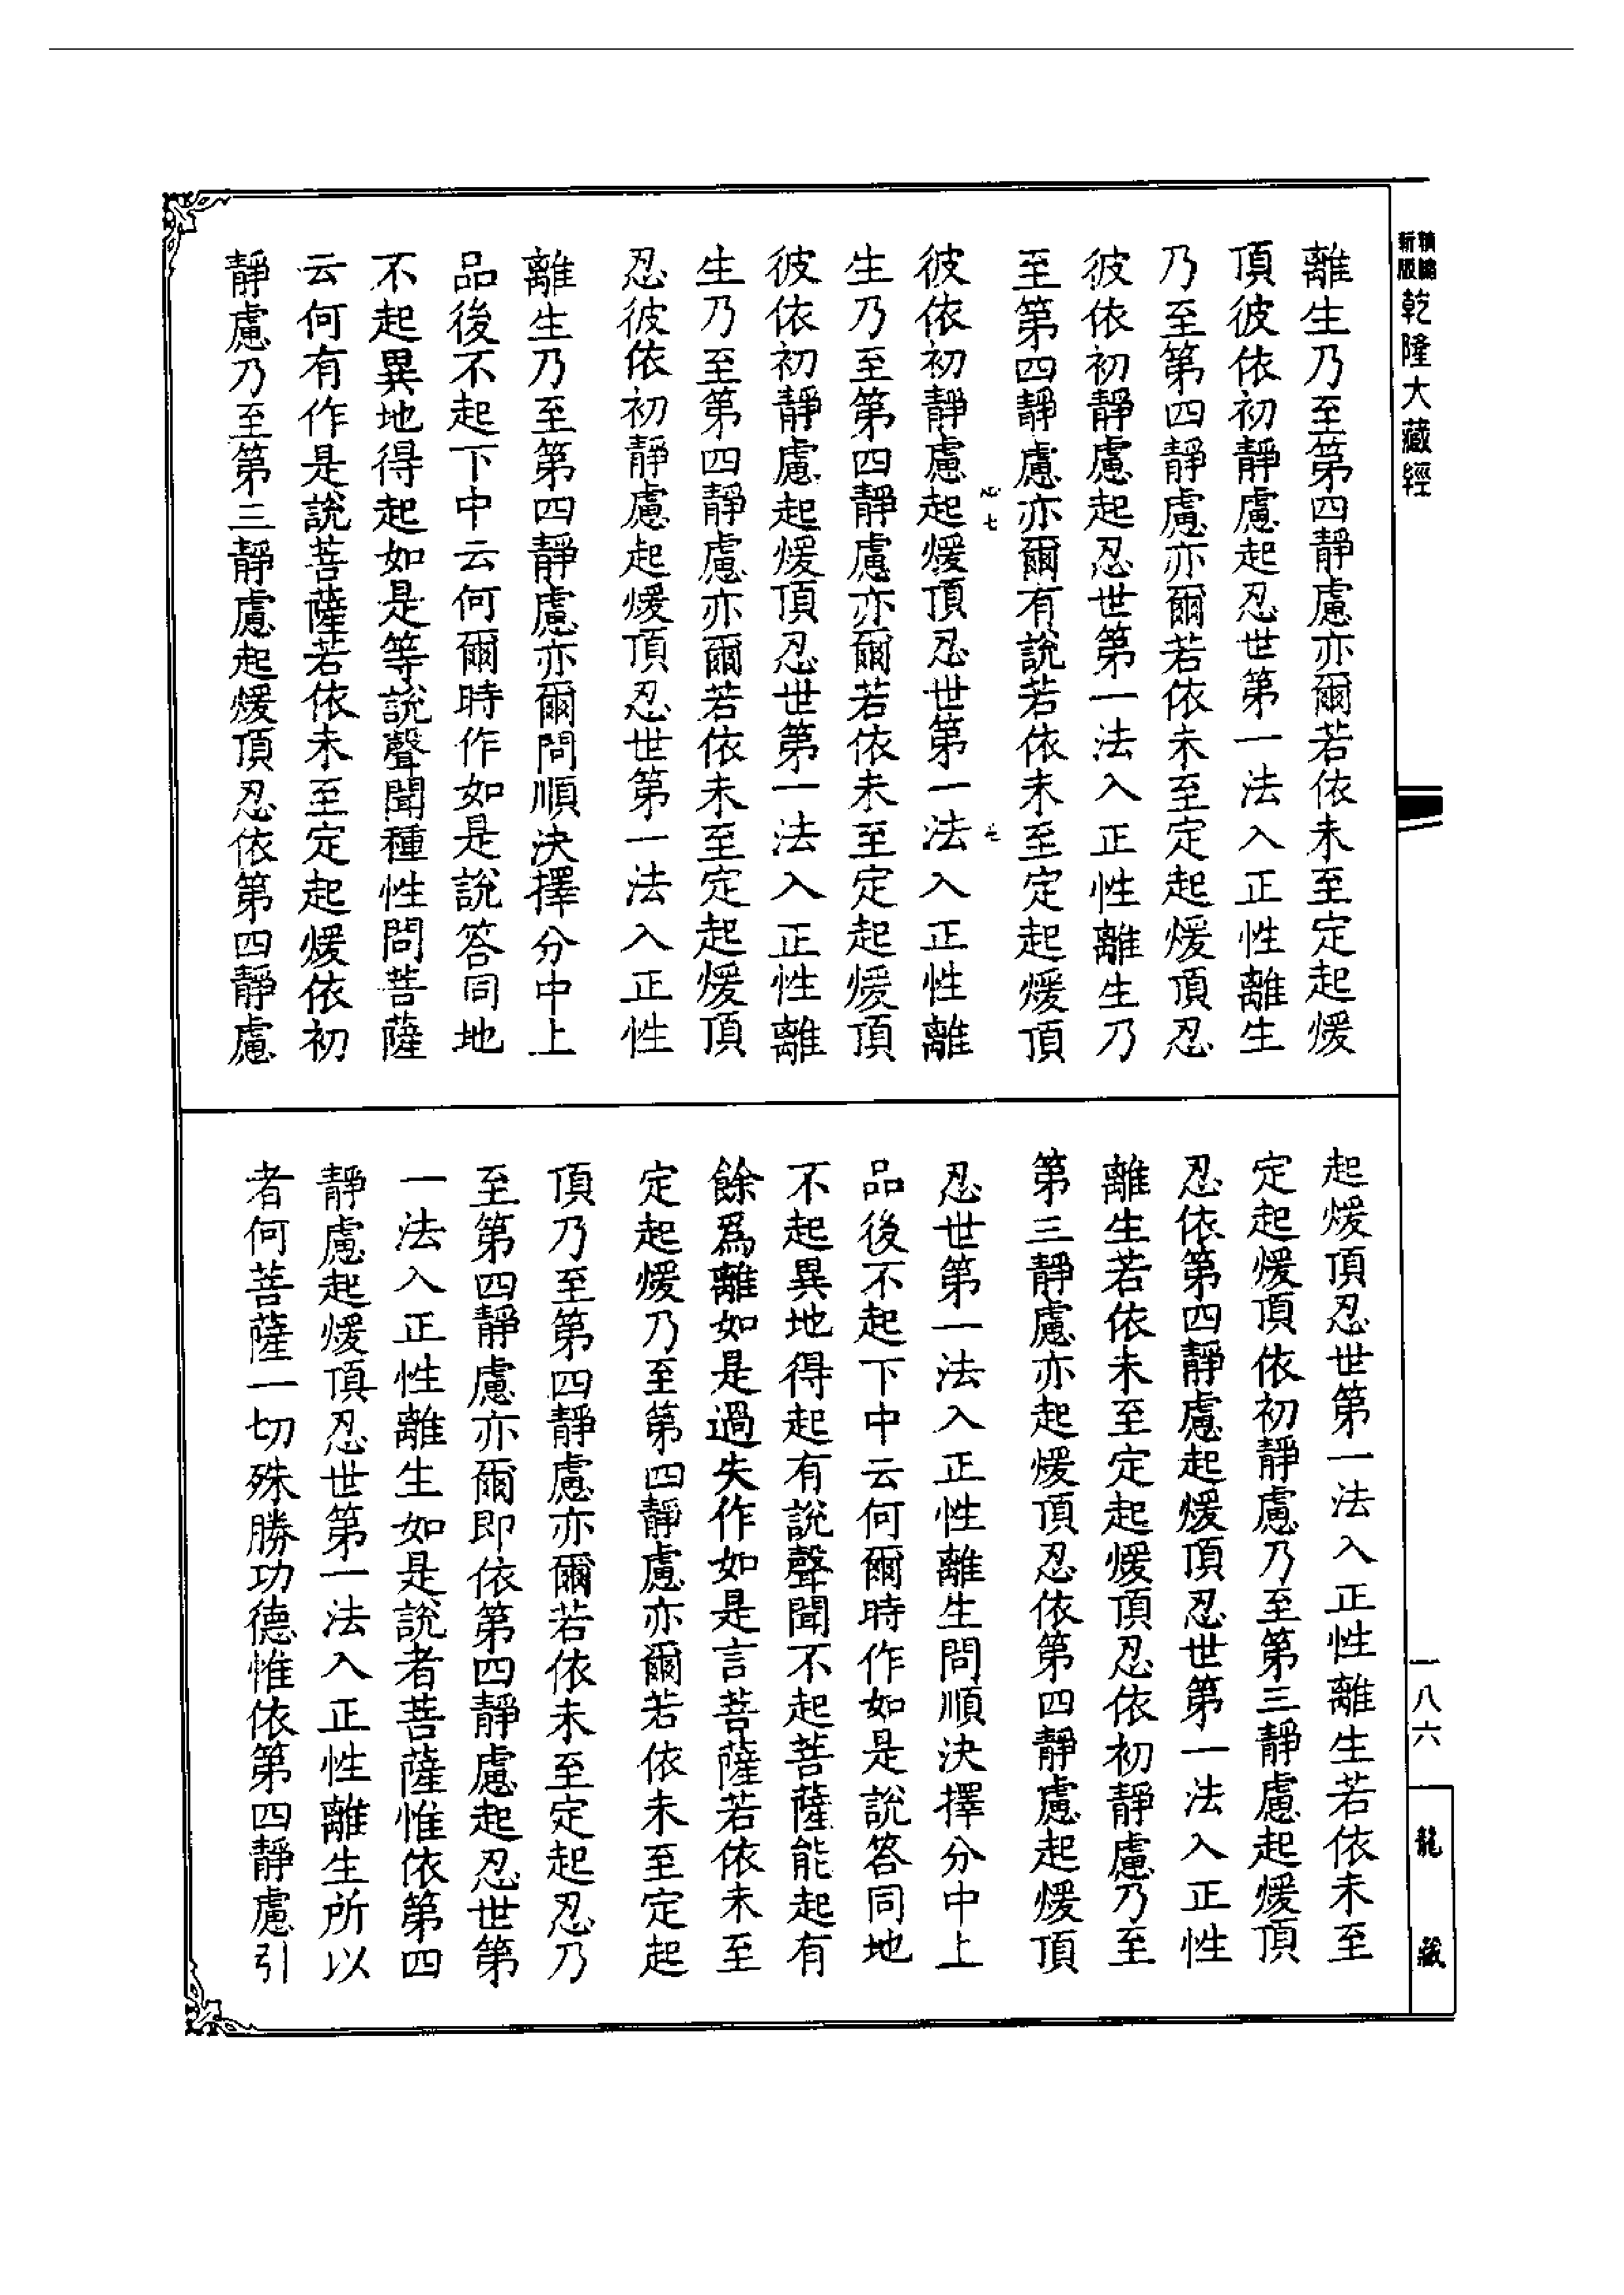 新版
精縮
乾隆大藏經
離生乃至第四靜慮亦爾若依未至定起煖
頂彼依初靜慮起忍世第一法入正性離生
乃至第四靜慮亦爾若依未至定起煖頂忍
彼依初靜慮起忍世第一法入正性離生乃
至第四靜慮亦爾有說若依未至定起煖頂
彼依初靜慮起煖頂忍世第一法入正性離
生乃至第四靜慮亦爾若依未至定起煖頂
彼依初靜慮起煖頂忍世第一法入正性離
生乃至第四靜慮亦爾若依未至定起煖頂
忍彼依初靜慮起煖頂忍世第一法入正性
離生乃至第四靜慮亦爾問順決擇分中上
品後不起下中云何爾時作如是說答同地
不起異地得起如是等說聲聞種性問菩薩
云何有作是說菩薩若依未至定起煖依初
靜慮乃至第三靜慮起煖頂忍依第四靜慮
起煖頂忍世第一法入正性離生若依未至
定起煖頂依初靜慮乃至第三靜慮起煖頂
忍依第四靜慮起煖頂忍世第一法入正性
離生若依未至定起煖頂忍依初靜慮乃至
第三靜慮亦起煖頂忍依第四靜慮起煖頂
忍世第一法入正性離生問順決擇分中上
品後不起下中云何爾時作如是說答同地
不起異地得起有說聲聞不起菩薩能起有
餘爲離如是過失作如是言菩薩若依未至
定起煖乃至第四靜慮亦爾若依未至定起
頂乃至第四靜慮亦爾若依未至定起忍乃
至第四靜慮亦爾即依第四靜慮起忍世第
一法入正性離生如是說者菩薩惟依第四
靜慮起煖頂忍世第一法入正性離生所以
者何菩薩一切殊勝功德惟依第四靜慮引
一八六
龍藏